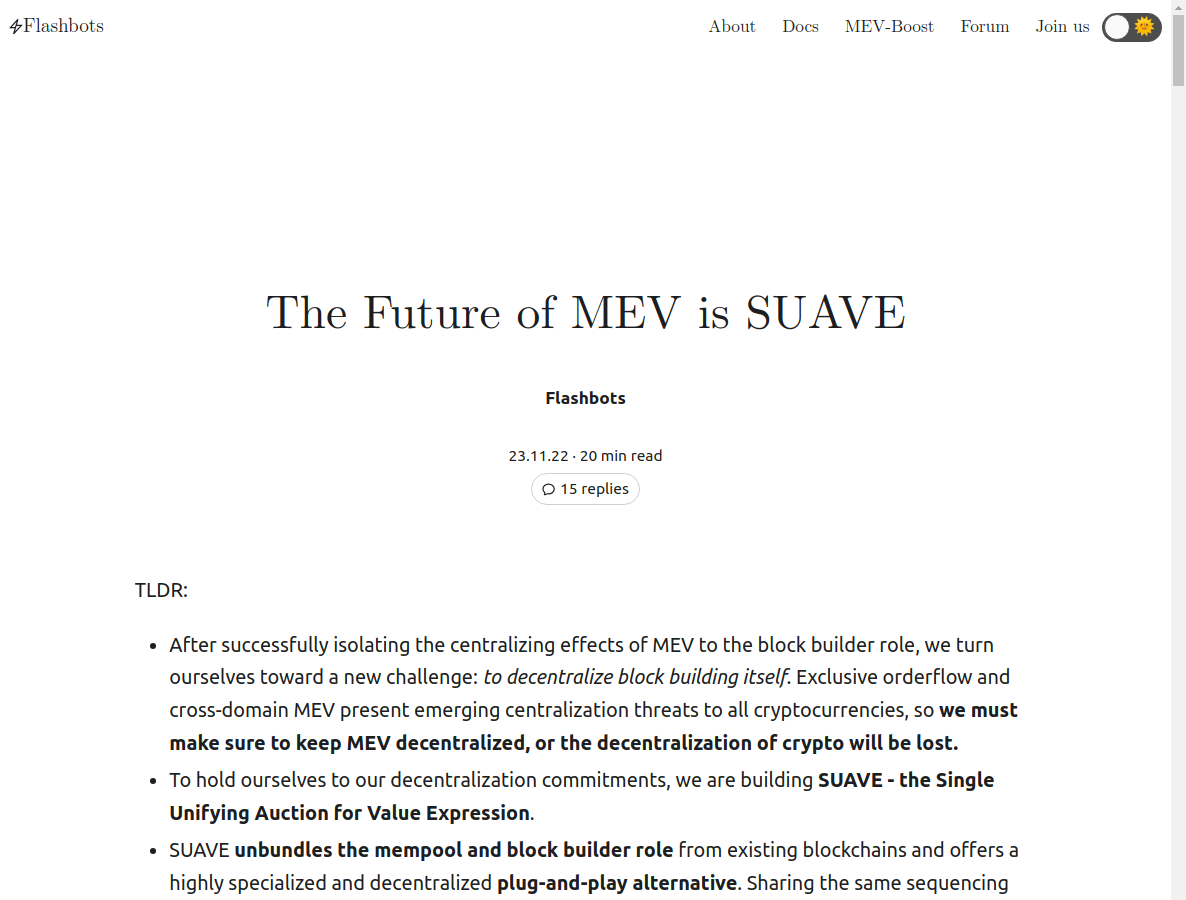 Flashbots
About Docs MEV-Boost Forum Join us
The Future of MEV is SUAVE
Flashbots
23.11.22 · 20 min read
15 replies
TLDR:
• After successfully isolating the centralizing effects of MEV to the block builder role, we turn
ourselves toward a new challenge: to decentralize block building itself. Exclusive orderflow and
cross-domain MEV present emerging centralization threats to all cryptocurrencies, so we must
make sure to keep MEV decentralized, or the decentralization of crypto will be lost.
• To hold ourselves to our decentralization commitments, we are building SUAVE - the Single
Unifying Auction for Value Expression.
• SUAVE unbundles the mempool and block builder role from existing blockchains and offers a
highly specialized and decentralized plug-and-play alternative. Sharing the same sequencing